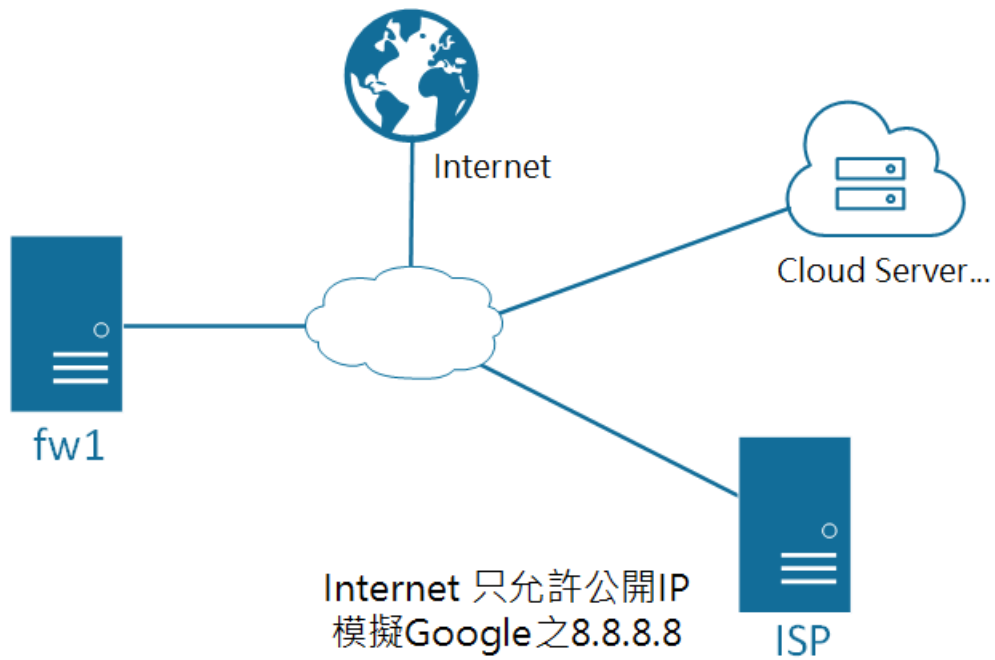 Internet
Cloud Server...
fw1
Internet 只允許公開IP
模擬Google之8.8.8.8
ISP